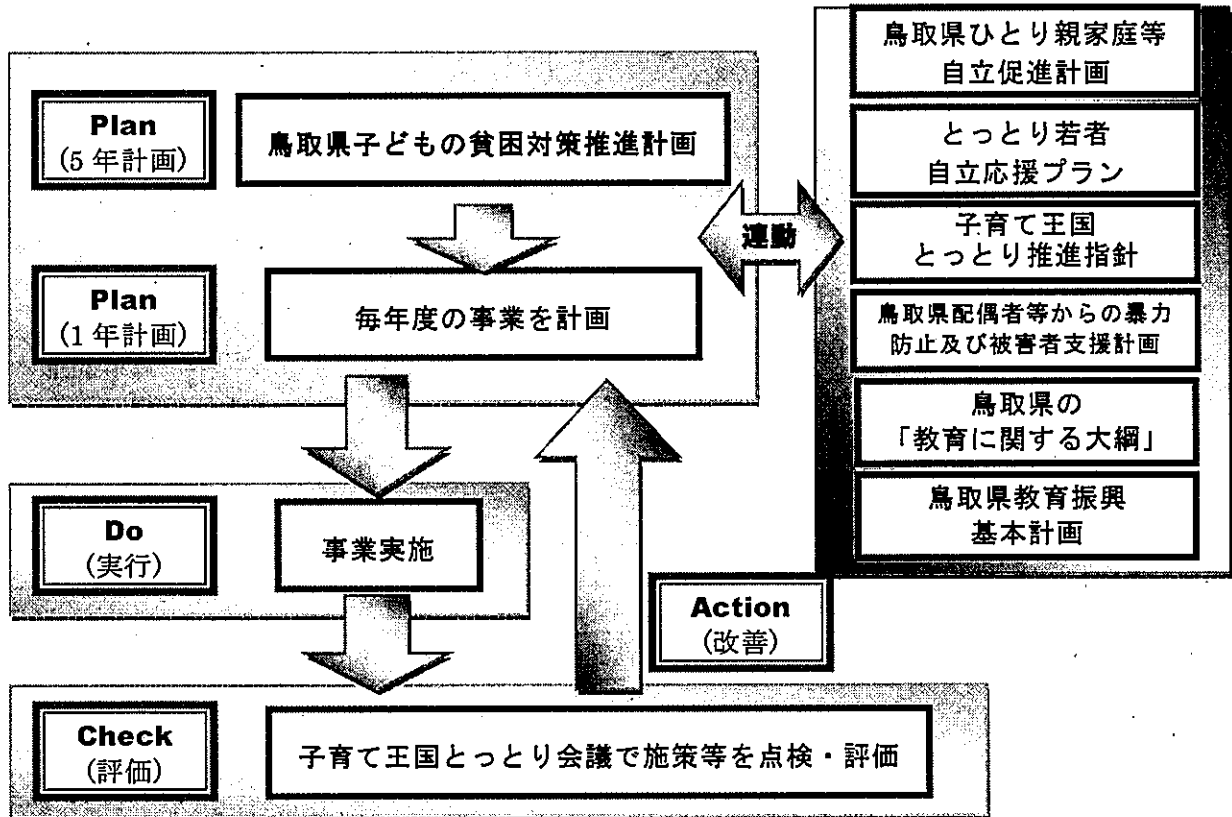 Plan
(5年計画)
鳥取県子どもの貧困対策推進計画
Plan
(1年計画)
毎年度の事業を計画
連動
Do
(実行)
事業実施
Action
(改善)
Check
(評価)
子育て王国とっとり会議で施策等を点検・評価
鳥取県ひとり親家庭等
自立促進計画
とっとり若者
自立応援プラン
子育て王国
とっとり推進指針
鳥取県配偶者等からの暴力
防止及び被害者支援計画
鳥取県の
「教育に関する大綱」
鳥取県教育振興
基本計画